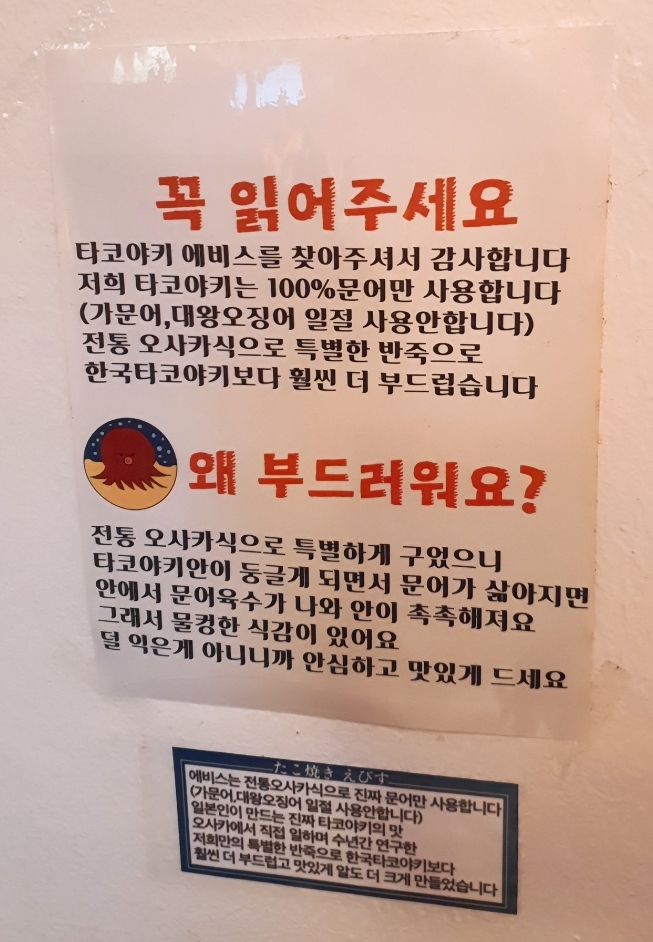 꼭 읽어주세요
타코야키 에비스를 찾아주셔서 감사합니다
저희 타코야키는 100%문어만 사용합니다
(가문어,대왕오징어 일절 사용안합니다)
전통 오사카식으로 특별한 반죽으로
한국타코야키보다 훨씬 더 부드럽습니다
왜 부드러워요?
전통 오사카식으로 특별하게 구었으니
타코야키안이 둥글게 되면서 문어가 삶아지면
안에서 문어육수가 나와 안이 촉촉해져요
그래서 물컹한 식감이 있어요
덜 익은게 아니니까 안심하고 맛있게 드세요
たこ焼き えびす
에비스는 전통오사카식으로 진짜 문어만 사용합니다
(가문어,대왕오징어 일절 사용안합니다)
일본인이 만드는 진짜 타코야키의 맛
오사카에서 직접 일하며 수년간 연구한
저희만의 특별한 반죽으로 한국타코야키보다
훨씬 더 부드럽고 맛있게 알도 더 크게 만들었습니다